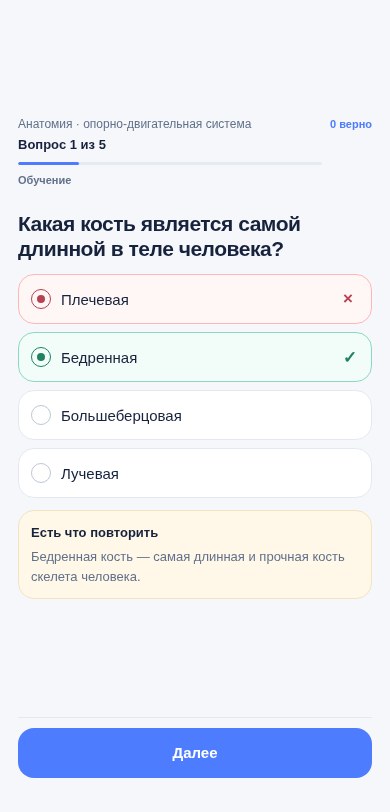 Анатомия · опорно-двигательная система
0 верно
Вопрос 1 из 5
Обучение
Какая кость является самой
длинной в теле человека?
Плечевая ×
Бедренная ✓
Большеберцовая
Лучевая
Есть что повторить
Бедренная кость — самая длинная и прочная кость
скелета человека.
Далее